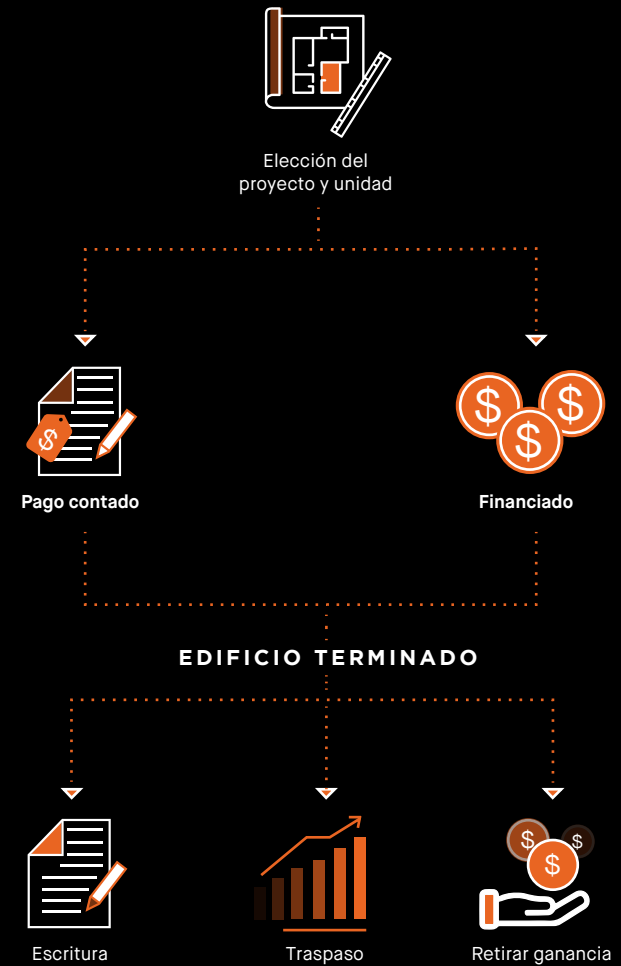 Elección del
proyecto y unidad
$
$
$
$
Pago contado
Financiado
EDIFICIO TERMINADO
$
$
$
Escritura
Traspaso
Retirar ganancia